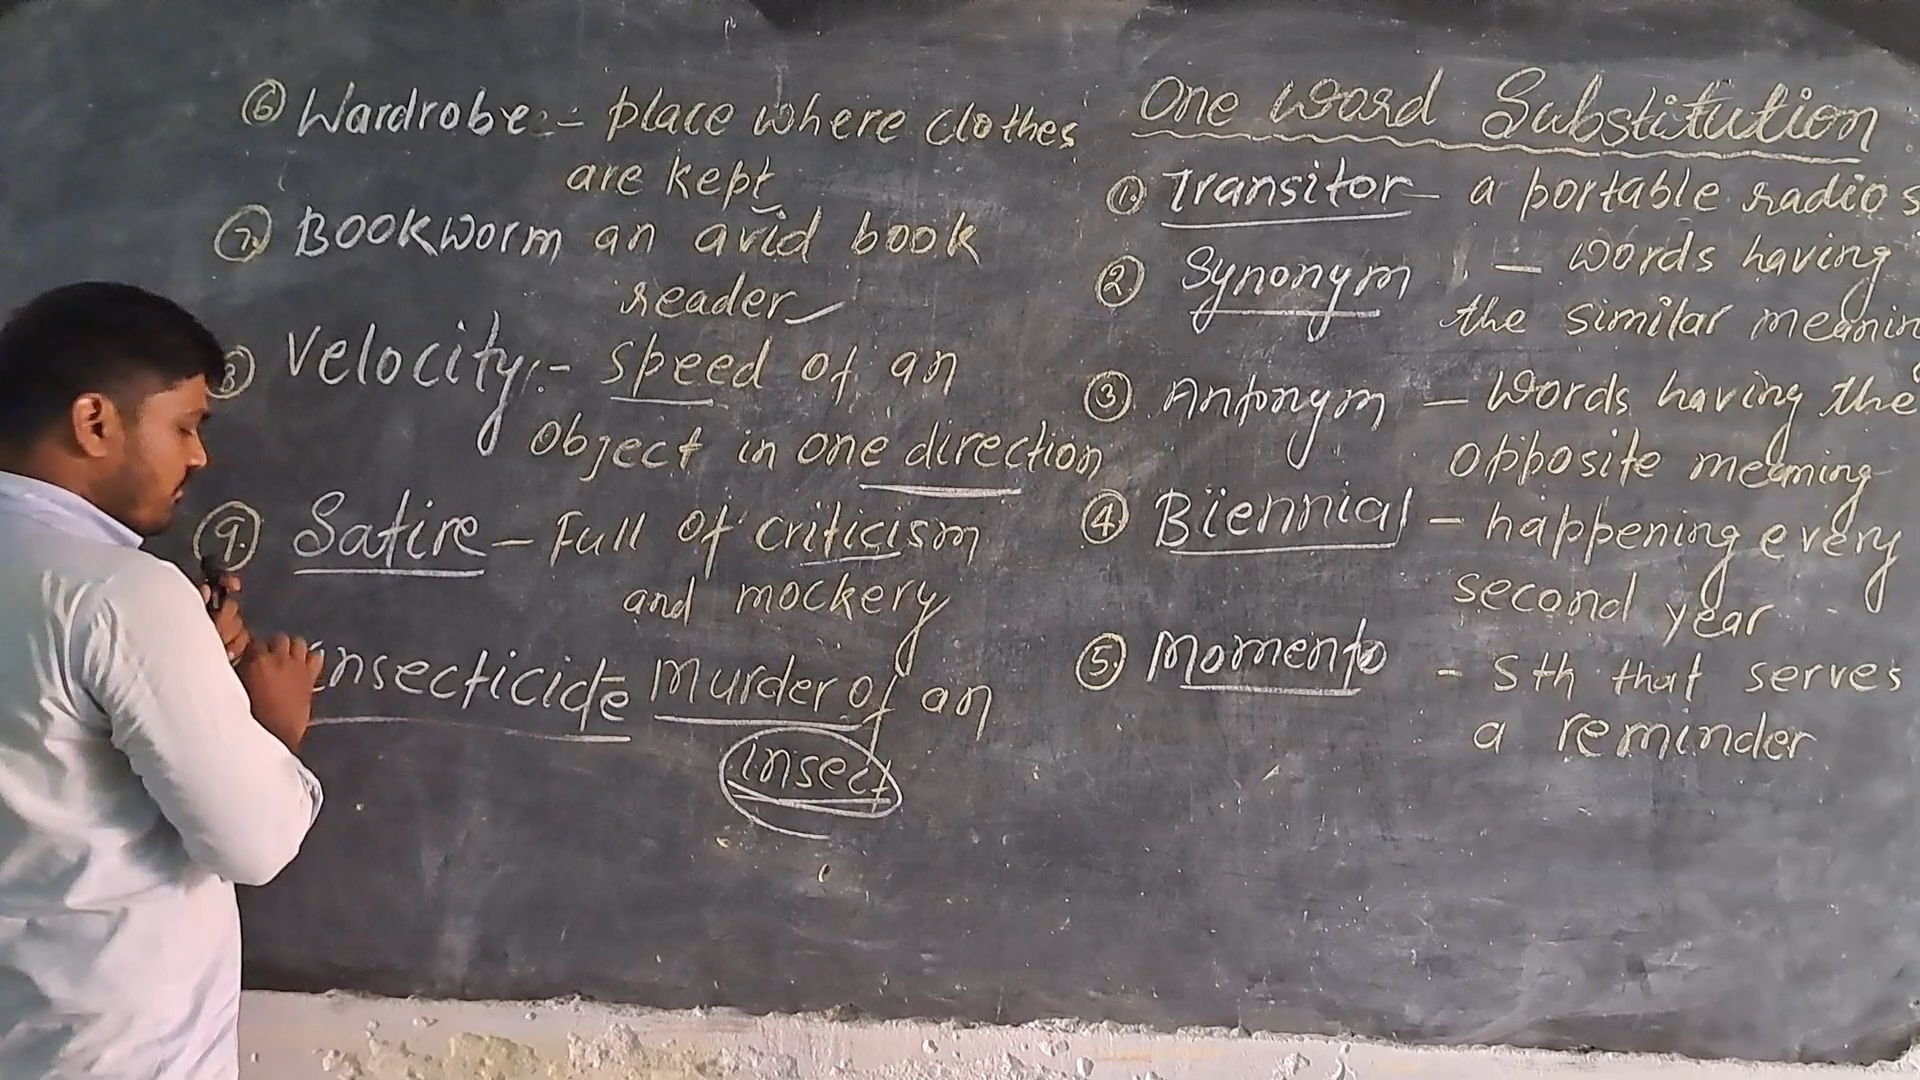 One Word Substitution
① Transitor - a portable radio s
② Synonym - words having
the similar meanin
③ Antonym - Words having the
opposite meaming
④ Biennial - happening every
second year
⑤ Momento - Sth that serves
a reminder
⑥ Wardrobe :- place where clothes
are kept
⑦ Bookworm an avid book
reader
8 Velocity :- speed of an
Object in one direction
⑨ Satire - Full of criticism
and mockery
insecticide Murder of an
insect